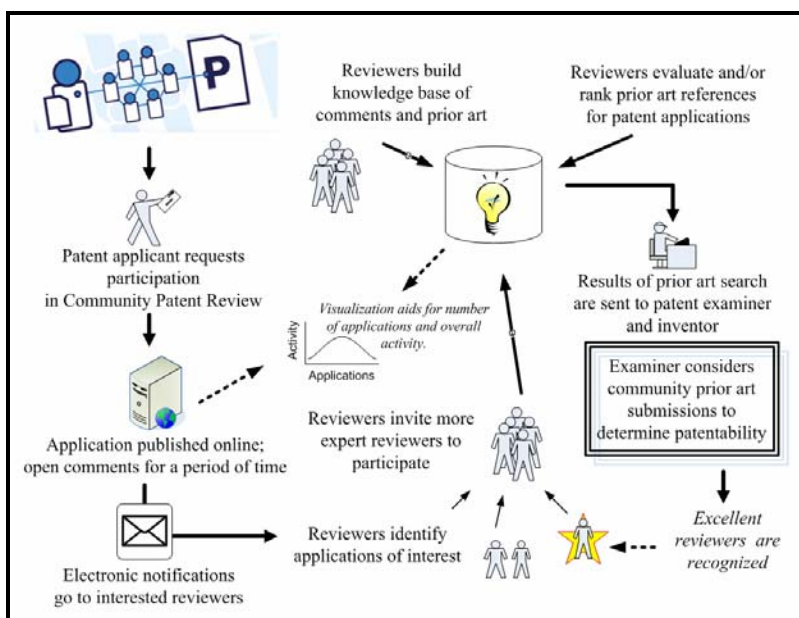 P
Patent applicant requests
participation
in Community Patent Review
Application published online;
open comments for a period of time
Electronic notifications
go to interested reviewers
Reviewers build
knowledge base of
comments and prior art
Reviewers evaluate and/or
rank prior art references
for patent applications
Visualization aids for number
of applications and overall
activity.
Activity
Applications
Reviewers invite more
expert reviewers to
participate
Reviewers identify
applications of interest
Results of prior art search
are sent to patent examiner
and inventor
Examiner considers
community prior art
submissions to
determine patentability
Excellent
reviewers are
recognized